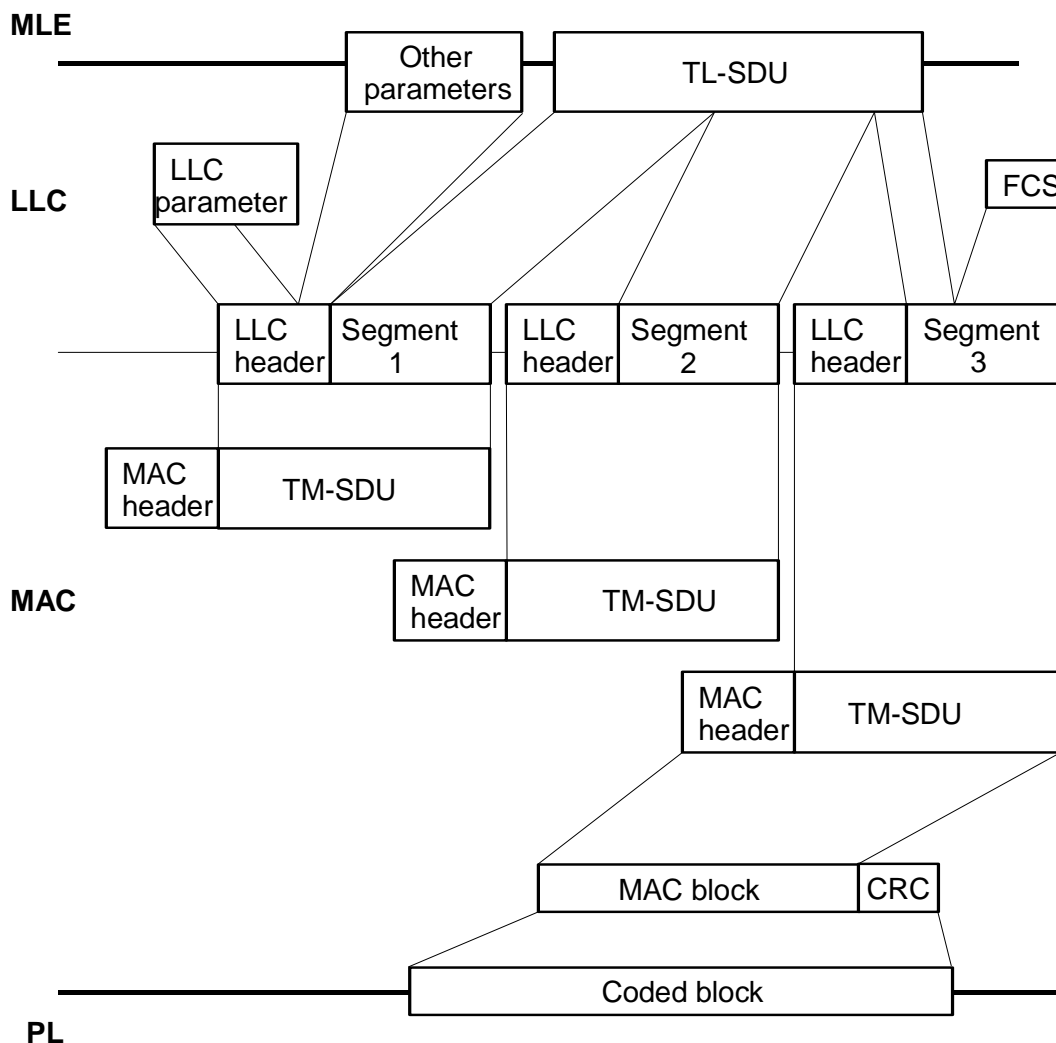 MLE
Other
parameters
TL-SDU
LLC
LLC
parameter
FCS
LLC
header
Segment
1
LLC
header
Segment
2
LLC
header
Segment
3
MAC
header
TM-SDU
MAC
MAC
header
TM-SDU
MAC
header
TM-SDU
MAC block
CRC
Coded block
PL